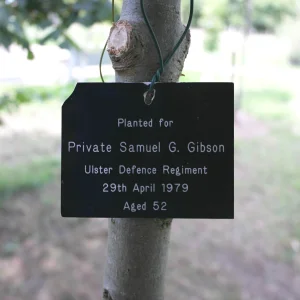 Planted for
Private Samuel G. Gibson
Ulster Defence Regiment
29th April 1979
Aged 52